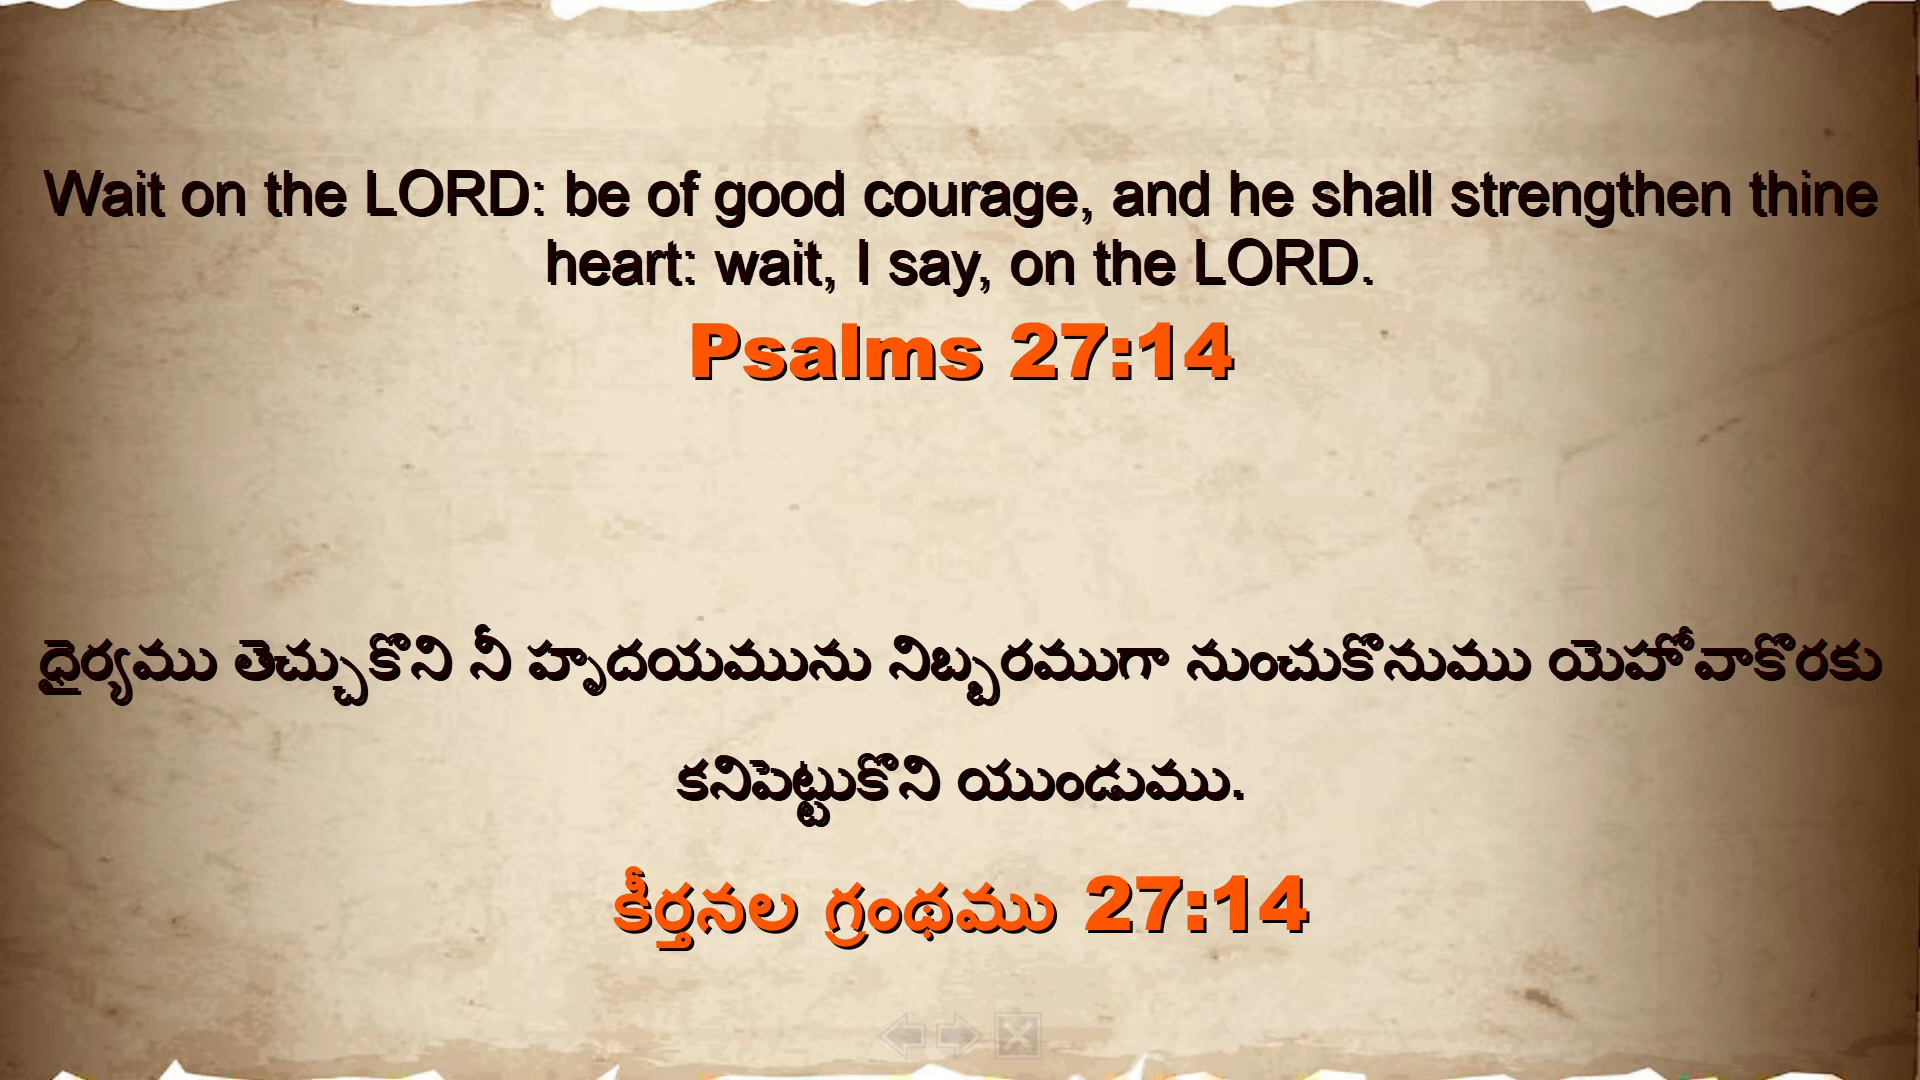 Wait on the LORD: be of good courage, and he shall strengthen thine
heart: wait, I say, on the LORD.
Psalms 27:14
ధైర్యము తెచ్చుకొని నీ హృదయమును నిబ్బరముగా నుంచుకొనుము యెహోవాకొరకు
కనిపెట్టుకొని యుండుము.
కీర్తనల గ్రంథము 27:14